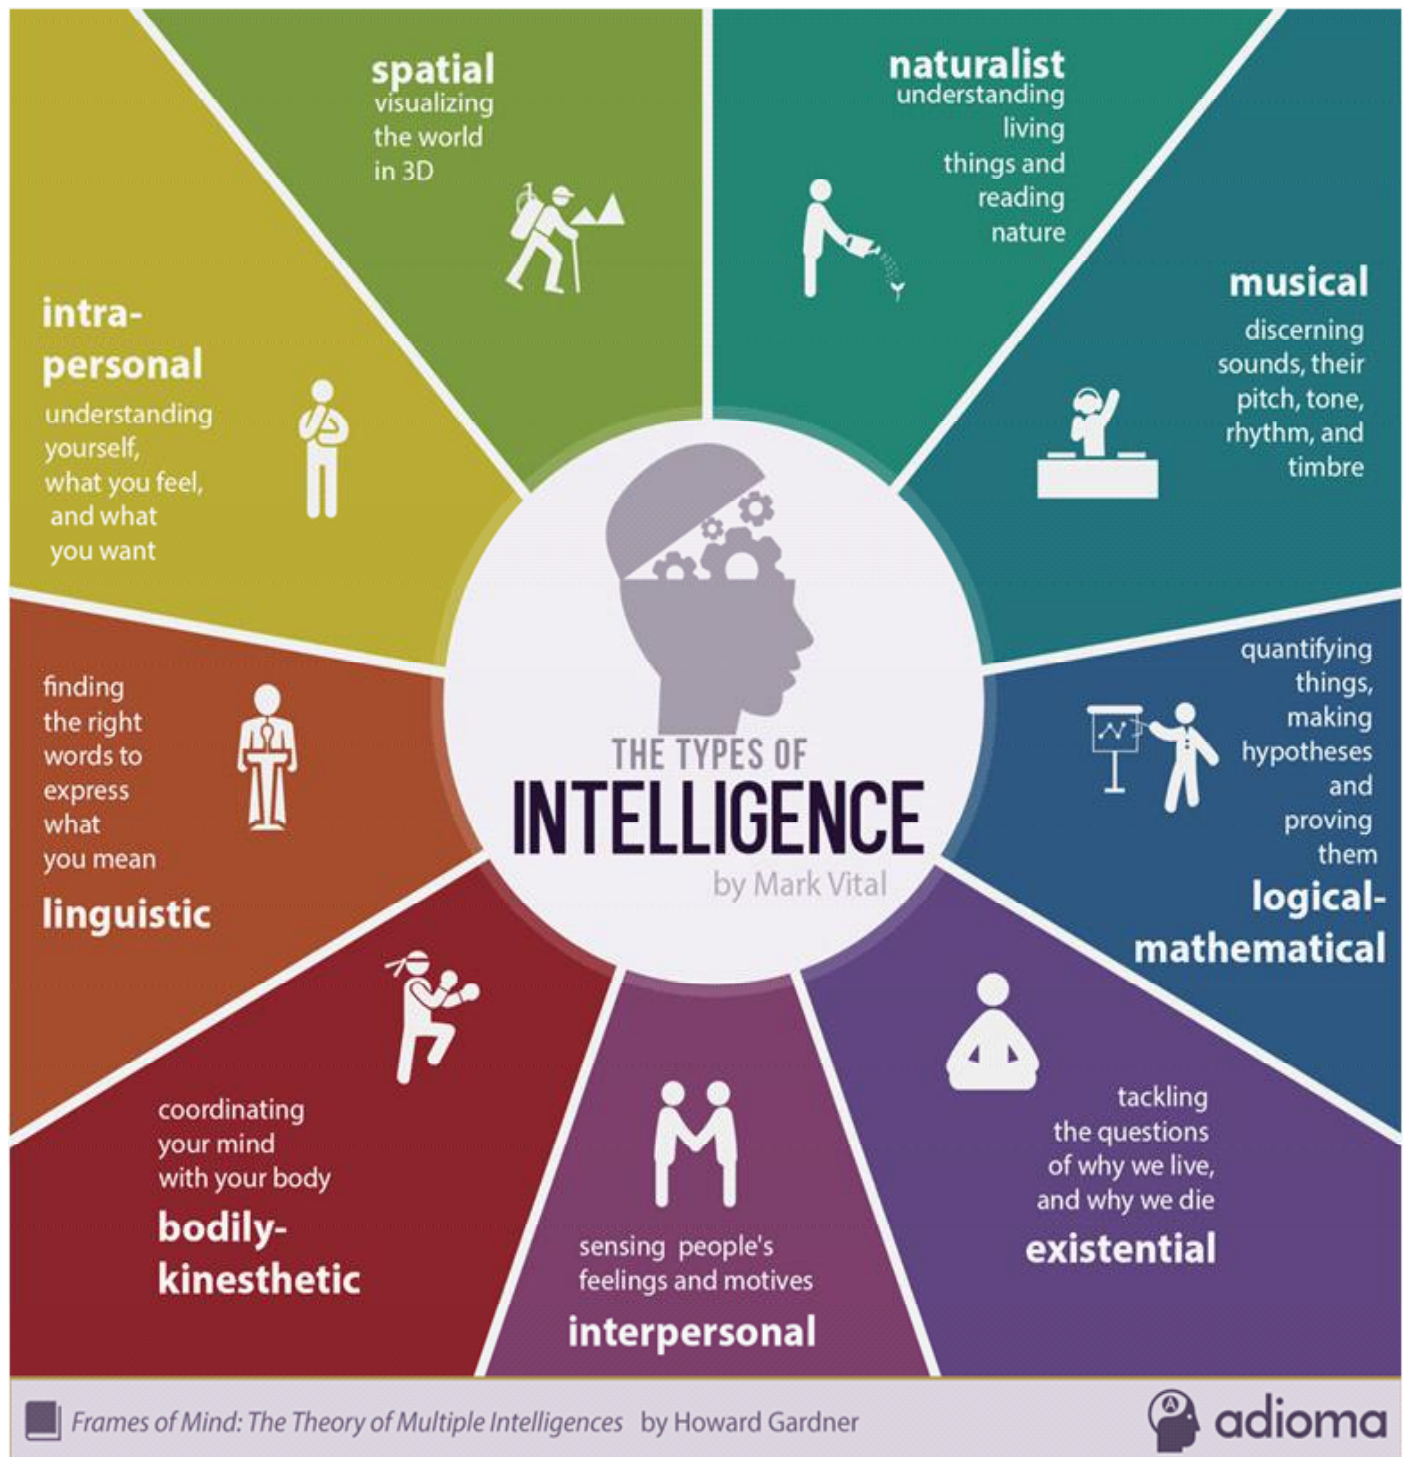 spatial
visualizing
the world
in 3D
naturalist
understanding
living
things and
reading
nature
musical
discerning
sounds, their
pitch, tone,
rhythm, and
timbre
intra-
personal
understanding
yourself,
what you feel,
and what
you want
finding
the right
words to
express
what
you mean
linguistic
THE TYPES OF
INTELLIGENCE
by Mark Vital
quantifying
things,
making
hypotheses
and
proving
them
logical-
mathematical
coordinating
your mind
with your body
bodily-
kinesthetic
sensing people's
feelings and motives
interpersonal
tackling
the questions
of why we live,
and why we die
existential
Frames of Mind: The Theory of Multiple Intelligences by Howard Gardner
A
adioma